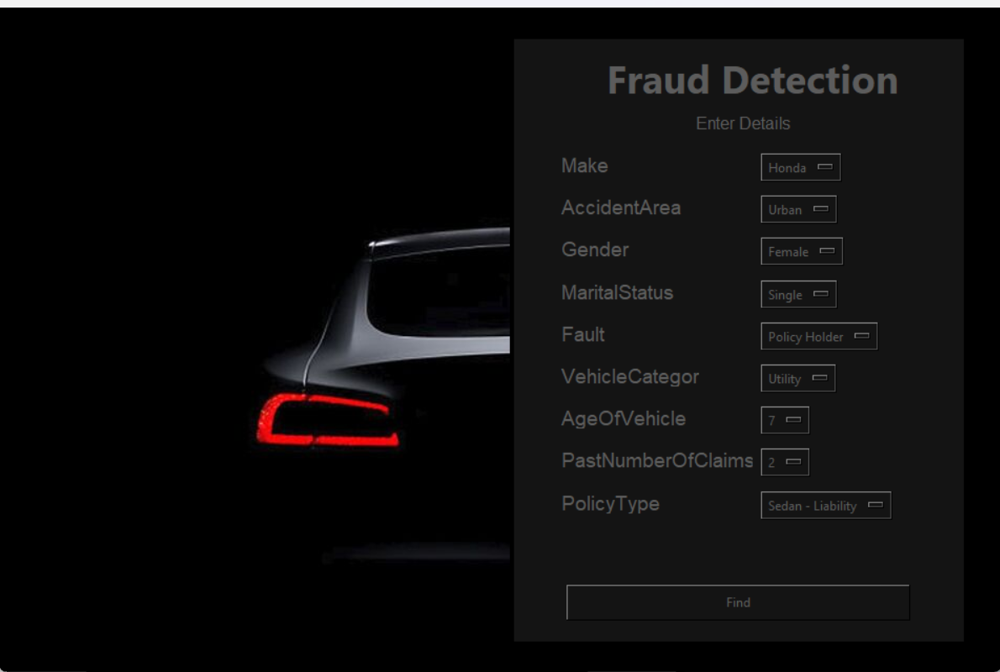 Fraud Detection
Enter Details
Make Honda
AccidentArea Urban
Gender Female
MaritalStatus Single
Fault Policy Holder
VehicleCategor Utility
AgeOfVehicle 7
PastNumberOfClaims 2
PolicyType Sedan - Liability
Find